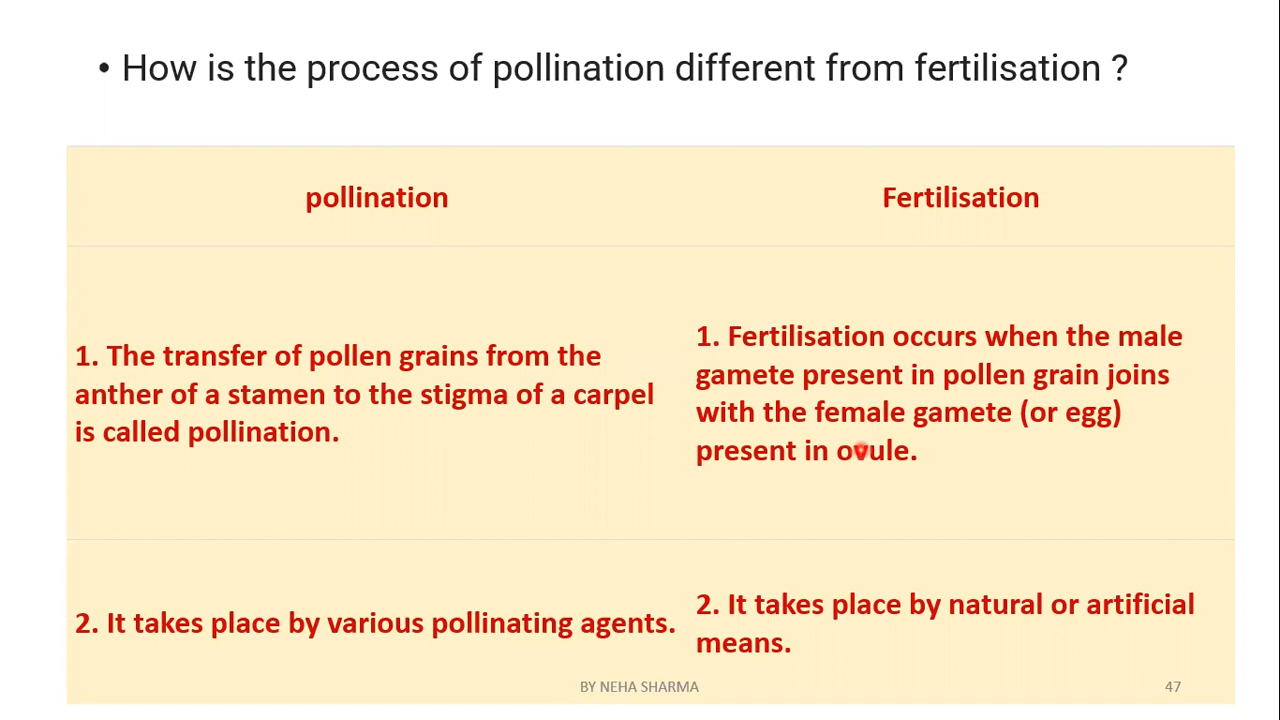 • How is the process of pollination different from fertilisation ?
pollination
Fertilisation
1. The transfer of pollen grains from the
anther of a stamen to the stigma of a carpel
is called pollination.
1. Fertilisation occurs when the male
gamete present in pollen grain joins
with the female gamete (or egg)
present in ovule.
2. It takes place by various pollinating agents.
2. It takes place by natural or artificial
means.
BY NEHA SHARMA
47